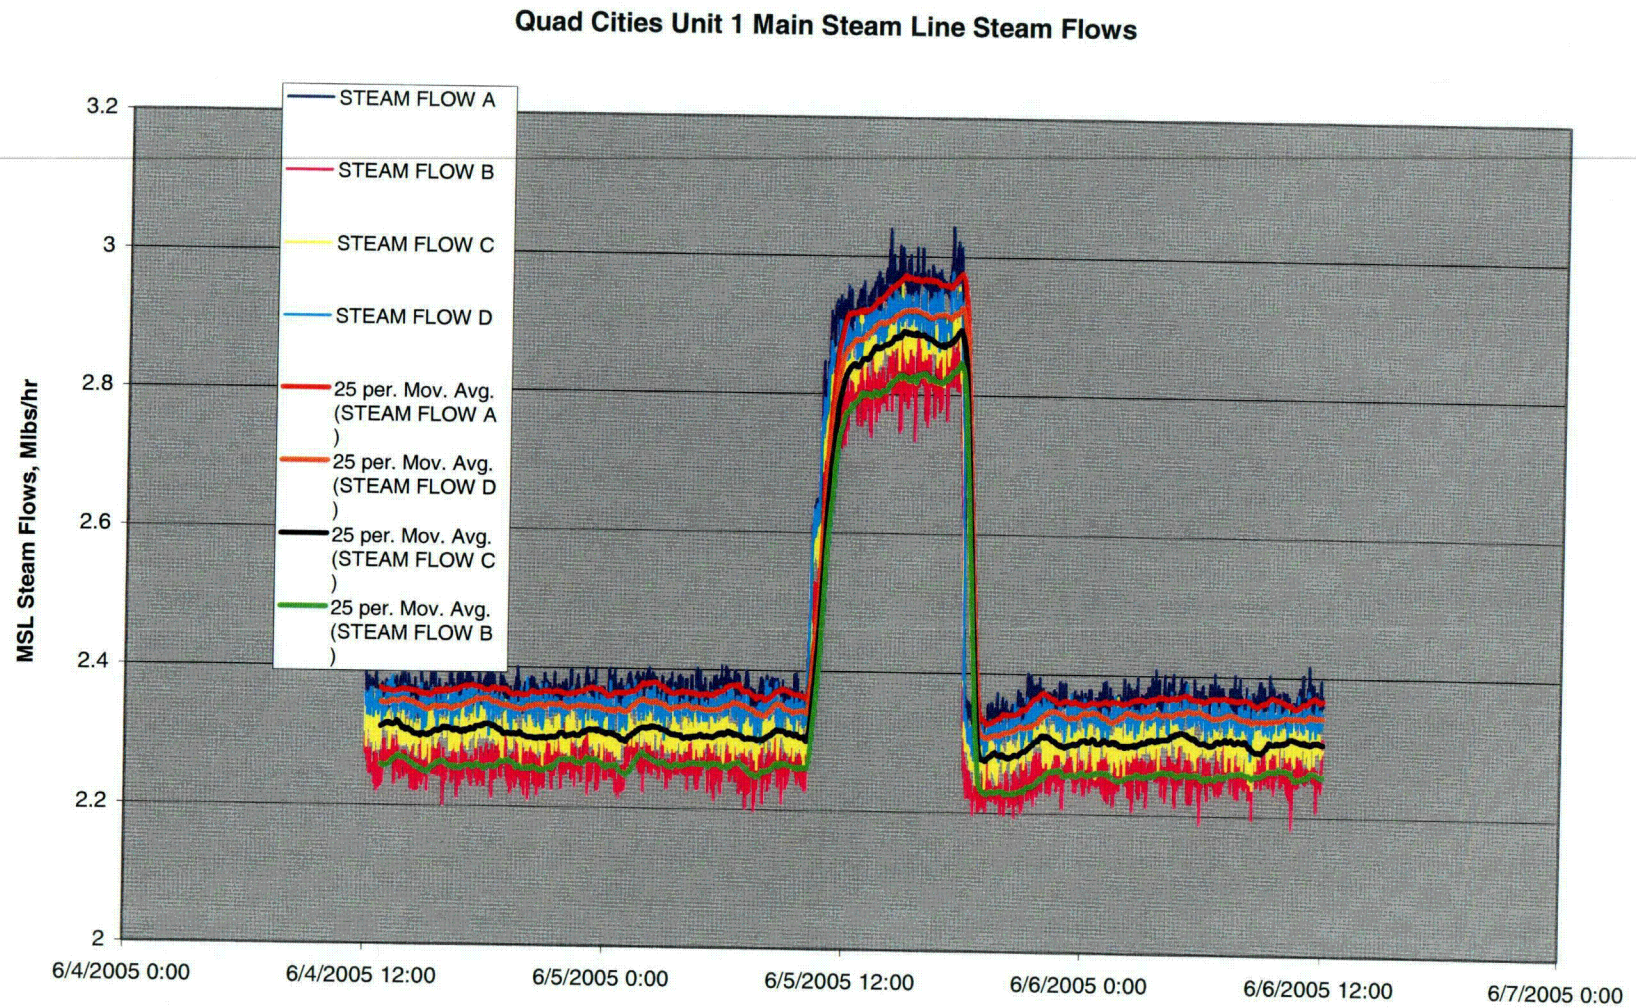 Quad Cities Unit 1 Main Steam Line Steam Flows
3.2
3
2.8
2.6
2.4
2.2
2
MSL Steam Flows, Mlbs/hr
STEAM FLOW A
STEAM FLOW B
STEAM FLOW C
STEAM FLOW D
25 per. Mov. Avg.
(STEAM FLOW A
)
25 per. Mov. Avg.
(STEAM FLOW D
)
25 per. Mov. Avg.
(STEAM FLOW C
)
25 per. Mov. Avg.
(STEAM FLOW B
)
6/4/2005 0:00
6/4/2005 12:00
6/5/2005 0:00
6/5/2005 12:00
6/6/2005 0:00
6/6/2005 12:00
6/7/2005 0:00